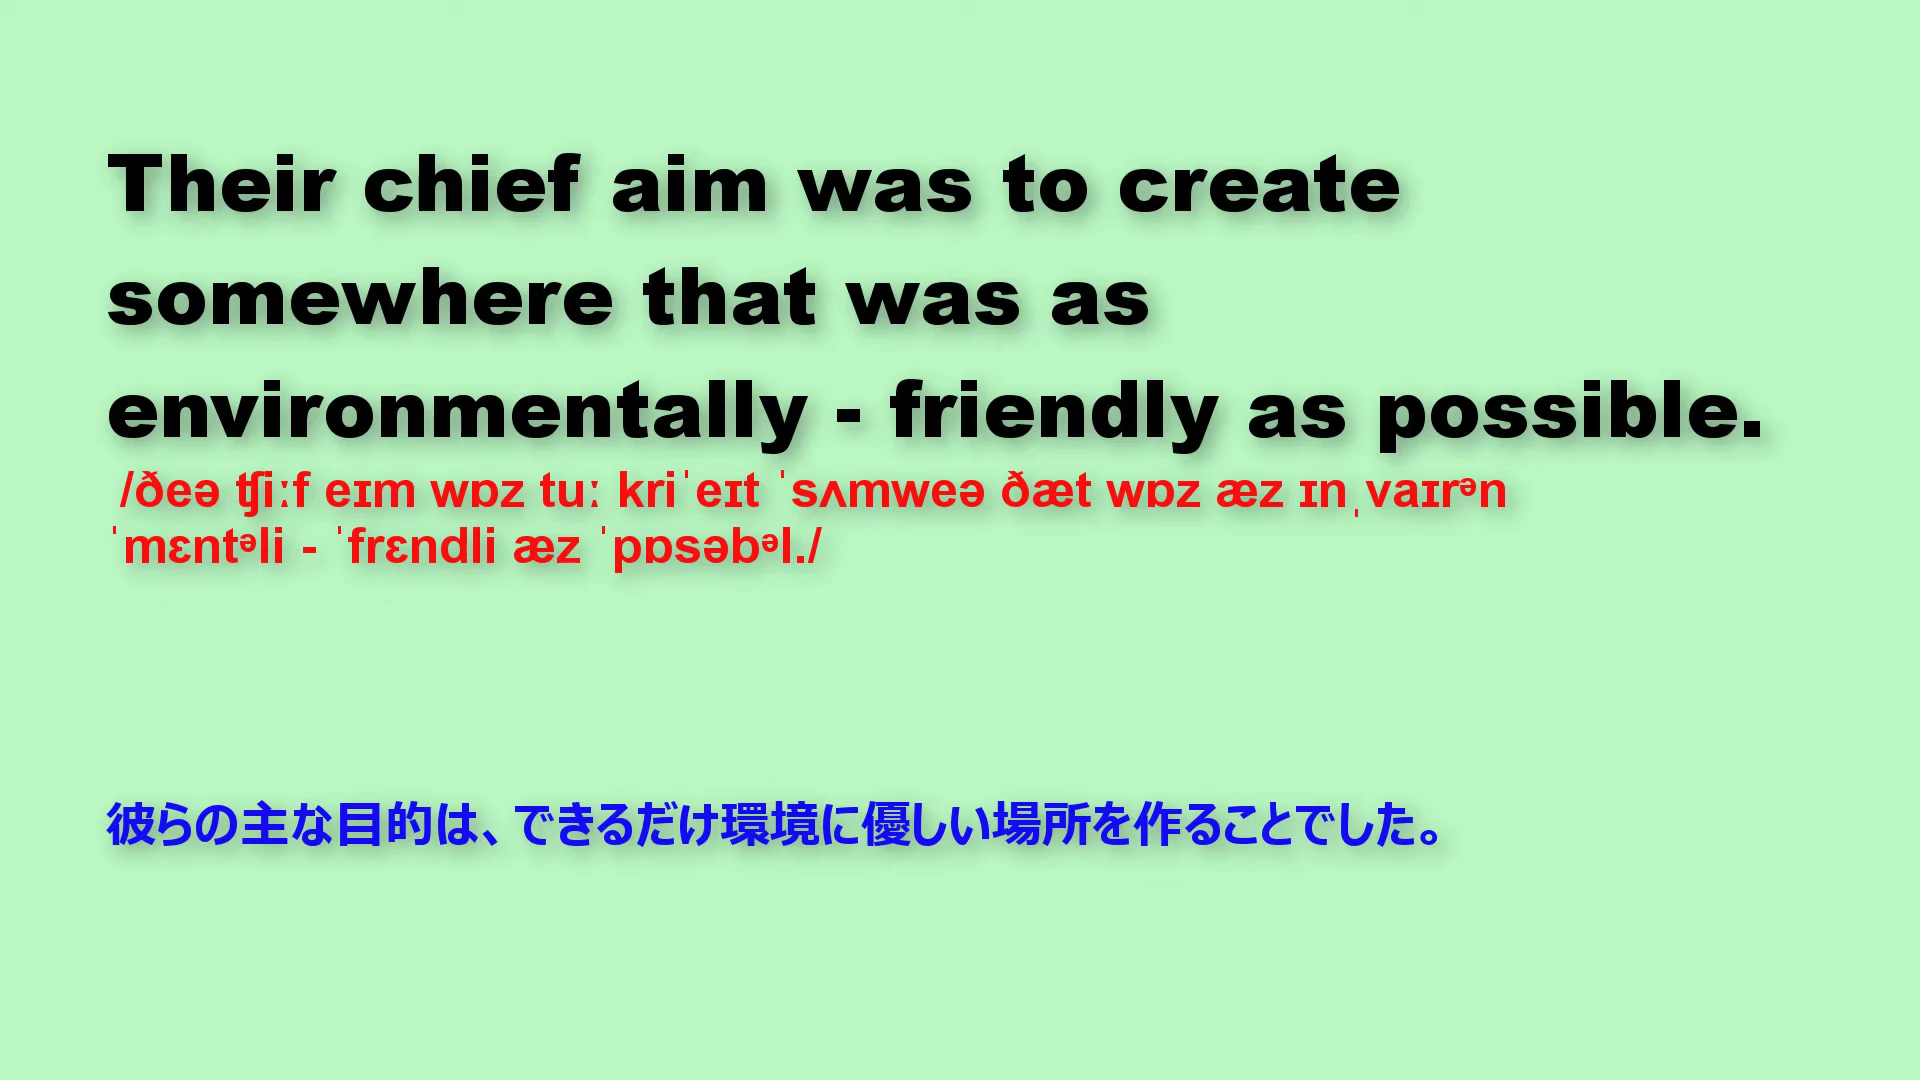 Their chief aim was to create
somewhere that was as
environmentally - friendly as possible.
/ðeə ʧiːf eɪm wɒz tuː kriˈeɪt ˈsʌmweə ðæt wɒz æz ɪnˌvaɪrᵊn
ˈmɛntᵊli - ˈfrɛndli æz ˈpɒsəbᵊl./
彼らの主な目的は、できるだけ環境に優しい場所を作ることでした。